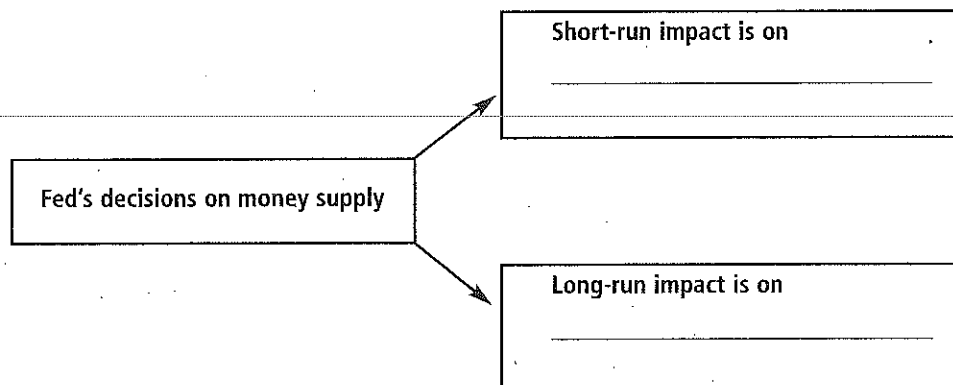 Short-run impact is on
Fed's decisions on money supply
Long-run impact is on